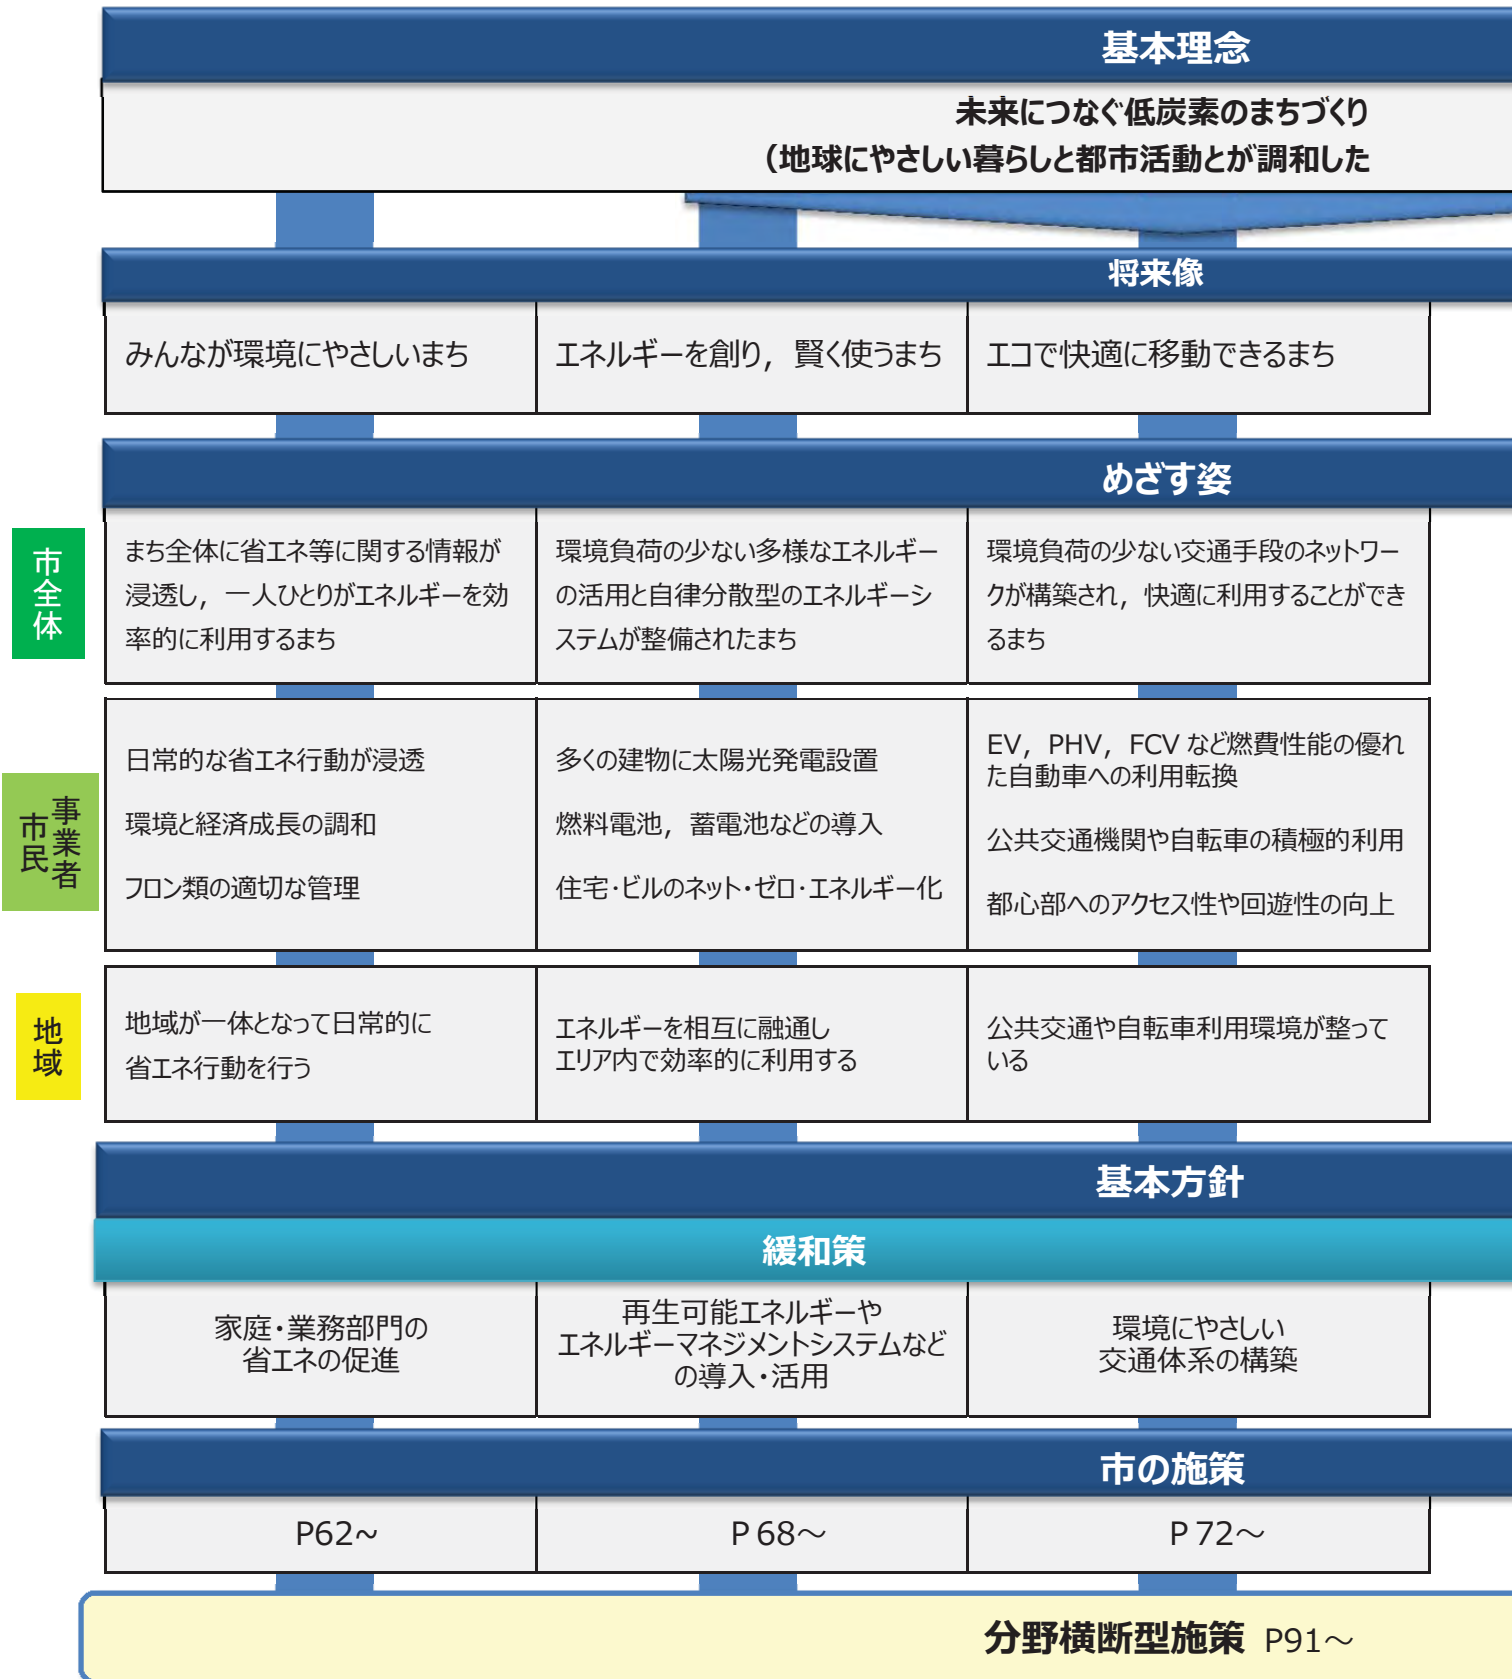 基本理念
未来につなぐ低炭素のまちづくり
(地球にやさしい暮らしと都市活動とが調和した
将来像
みんなが環境にやさしいまち
エネルギーを創り，賢く使うまち
エコで快適に移動できるまち
めざす姿
市全体
まち全体に省エネ等に関する情報が
浸透し，一人ひとりがエネルギーを効
率的に利用するまち
環境負荷の少ない多様なエネルギー
の活用と自律分散型のエネルギーシ
ステムが整備されたまち
環境負荷の少ない交通手段のネットワー
クが構築され，快適に利用することができ
るまち
事業者
市民
日常的な省エネ行動が浸透
環境と経済成長の調和
フロン類の適切な管理
多くの建物に太陽光発電設置
燃料電池，蓄電池などの導入
住宅・ビルのネット・ゼロ・エネルギー化
EV，PHV，FCV など燃費性能の優れ
た自動車への利用転換
公共交通機関や自転車の積極的利用
都心部へのアクセス性や回遊性の向上
地域
地域が一体となって日常的に
省エネ行動を行う
エネルギーを相互に融通し
エリア内で効率的に利用する
公共交通や自転車利用環境が整って
いる
基本方針
緩和策
家庭・業務部門の
省エネの促進
再生可能エネルギーや
エネルギーマネジメントシステムなど
の導入・活用
環境にやさしい
交通体系の構築
市の施策
P62~
P 68～
P 72～
分野横断型施策 P91～